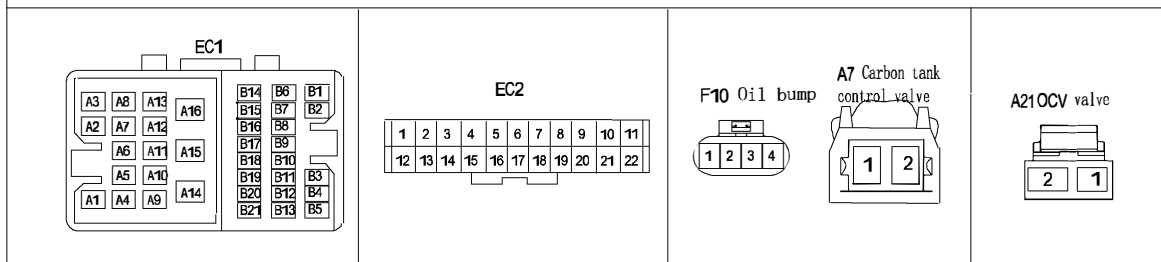 EC1
A3 A8 A13 A16 B14 B6 B1
B15 B7 B2
A2 A7 A12 B16 B8
A6 A11 A15 B17 B9
B18 B10
A5 A10 B19 B11 B3
A1 A4 A9 A14 B20 B12 B4
B21 B13 B5
EC2
1 2 3 4 5 6 7 8 9 10 11
12 13 14 15 16 17 18 19 20 21 22
F10 Oil bump
1 2 3 4
A7 Carbon tank
control valve
1 2
A21 OCV valve
2 1